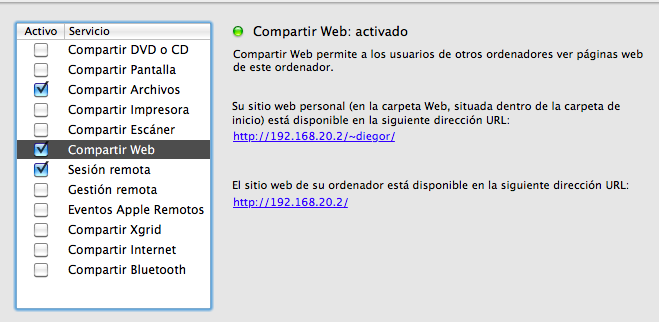 Activo Servicio
Compartir DVD o CD
Compartir Pantalla
Compartir Archivos
Compartir Impresora
Compartir Escáner
Compartir Web
Sesión remota
Gestión remota
Eventos Apple Remotos
Compartir Xgrid
Compartir Internet
Compartir Bluetooth
Compartir Web: activado
Compartir Web permite a los usuarios de otros ordenadores ver páginas web
de este ordenador.
Su sitio web personal (en la carpeta Web, situada dentro de la carpeta de
inicio) está disponible en la siguiente dirección URL:
http://192.168.20.2/~diegor/
El sitio web de su ordenador está disponible en la siguiente dirección URL:
http://192.168.20.2/